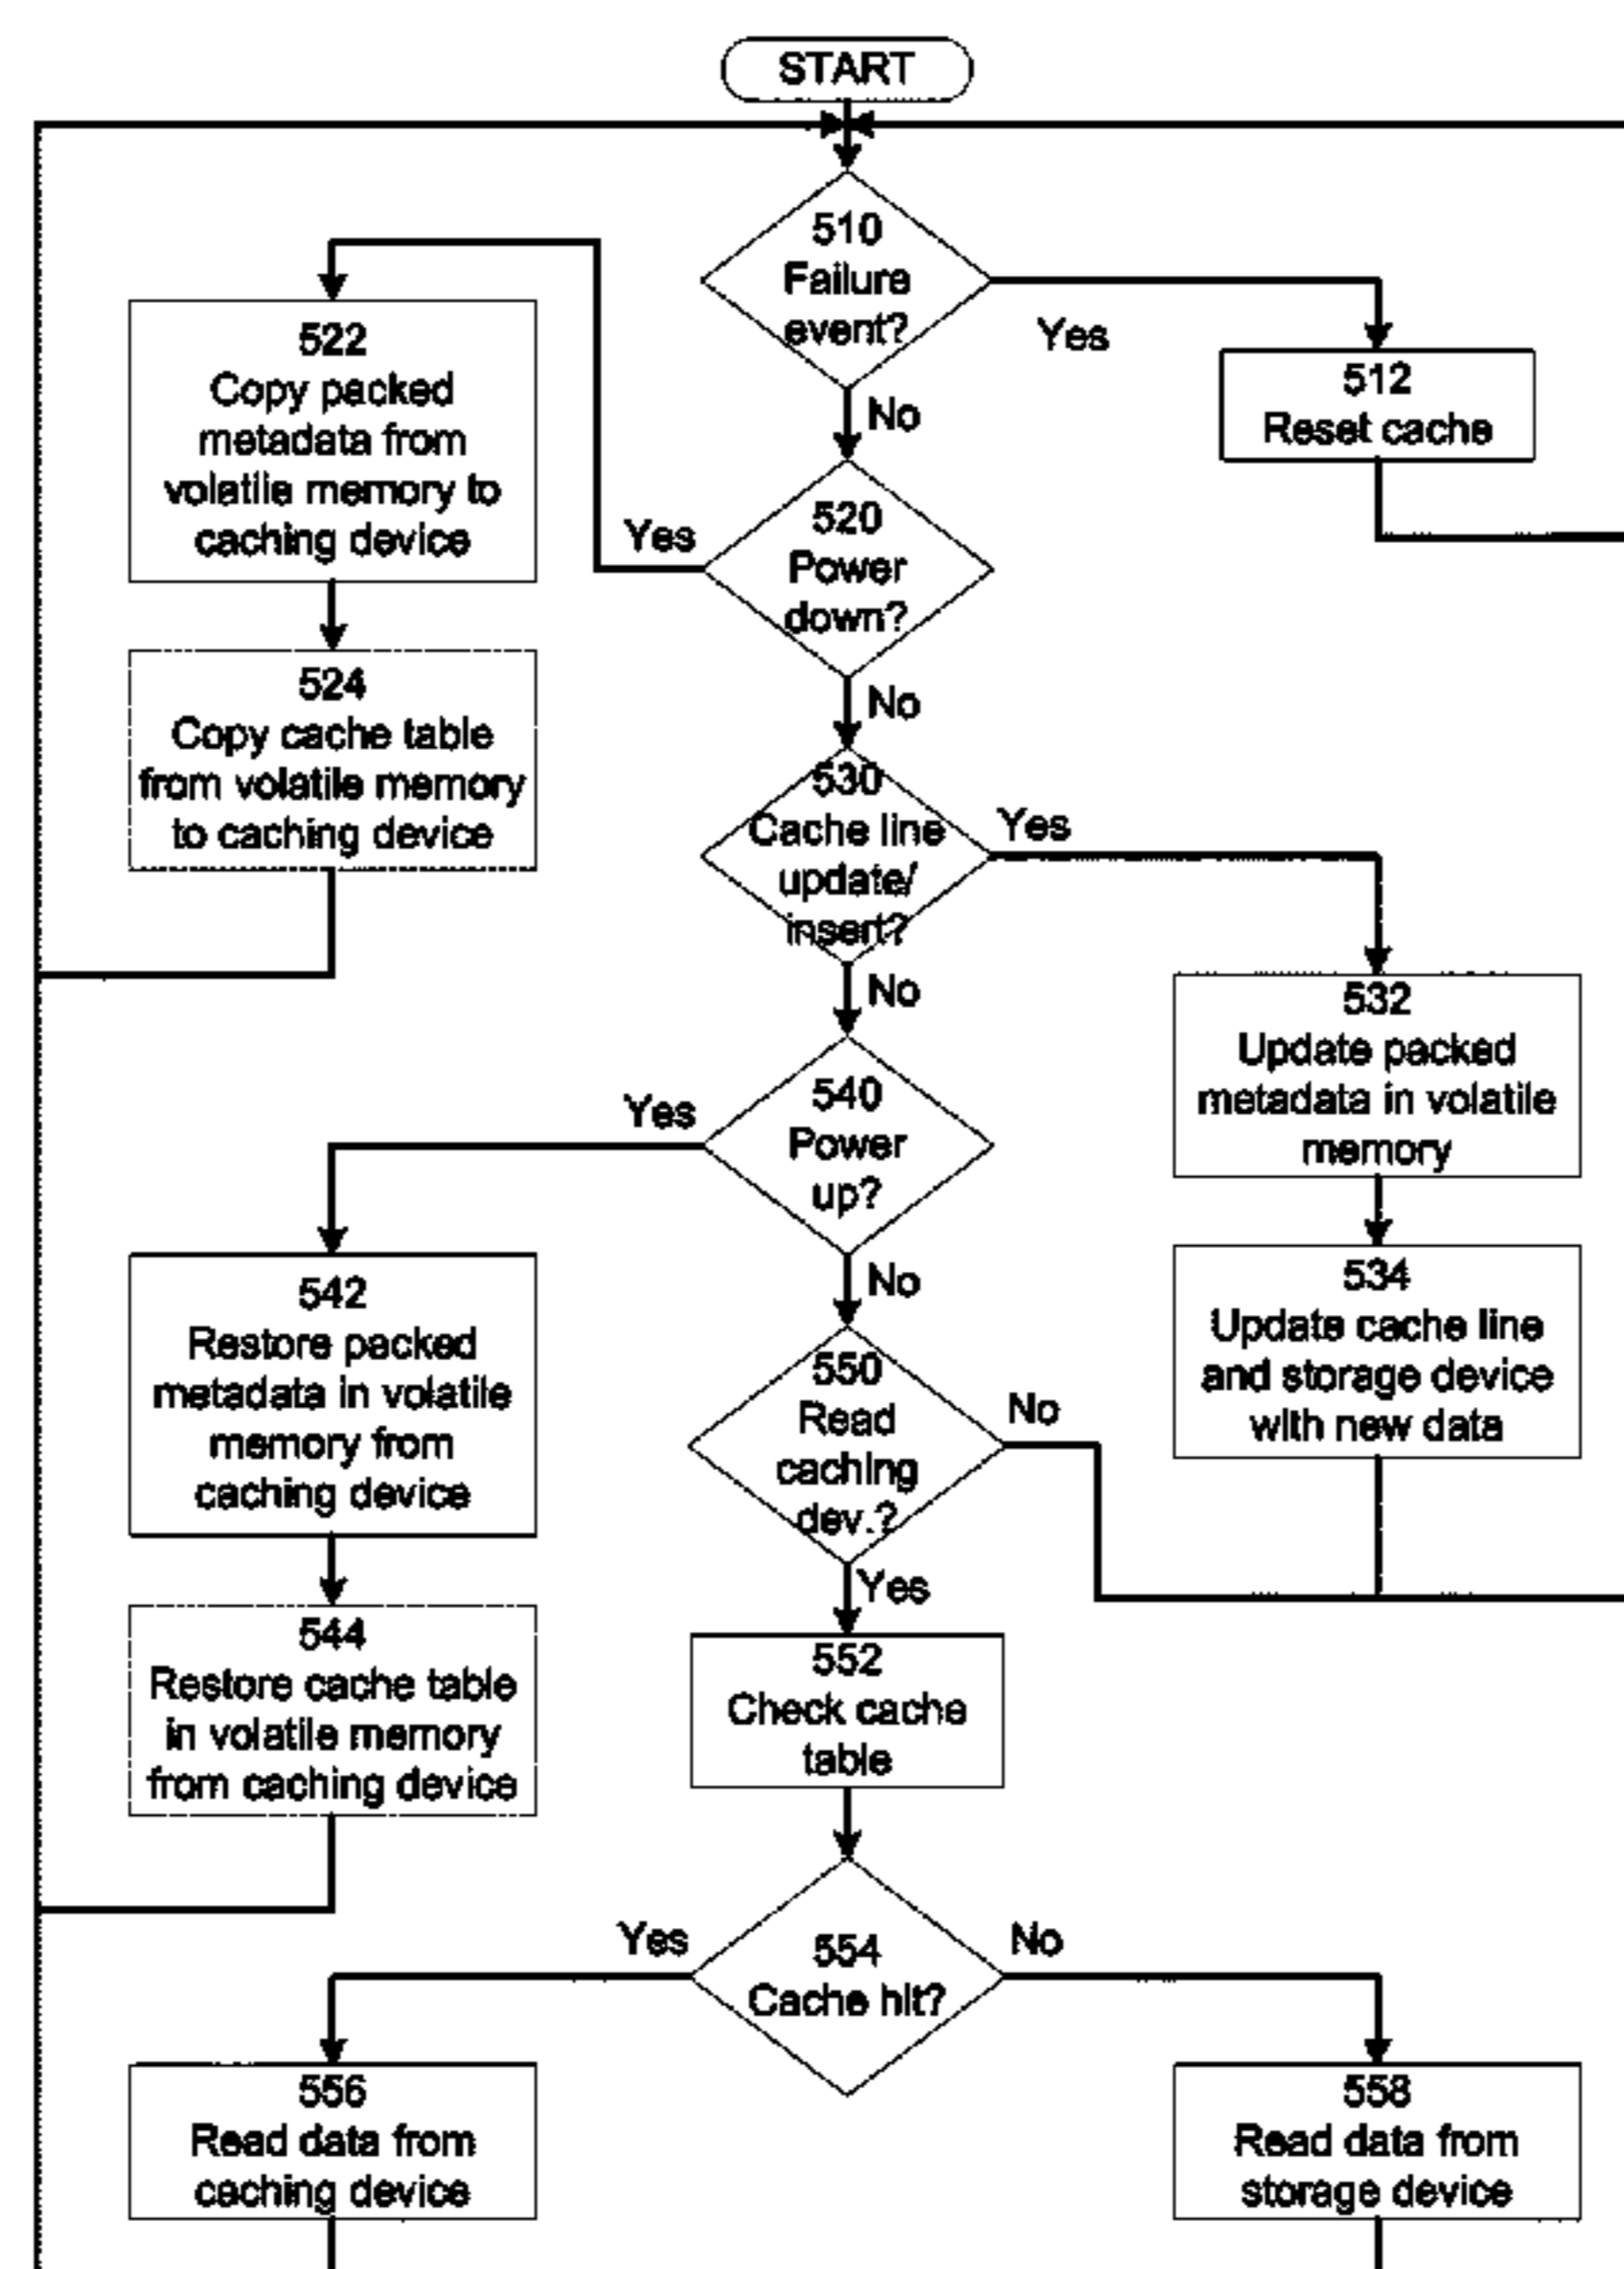 START
510
Failure
event?
Yes
No
512
Reset cache
522
Copy packed
metadata from
volatile memory to
caching device
Yes
520
Power
down?
No
524
Copy cache table
from volatile memory
to caching device
530
Cache line
update/
insert?
Yes
No
532
Update packed
metadata in volatile
memory
Yes
540
Power
up?
No
534
Update cache line
and storage device
with new data
542
Restore packed
metadata in volatile
memory from
caching device
550
Read
caching
dev.?
No
Yes
544
Restore cache table
in volatile memory
from caching device
552
Check cache
table
Yes
554
Cache hit?
No
556
Read data from
caching device
558
Read data from
storage device